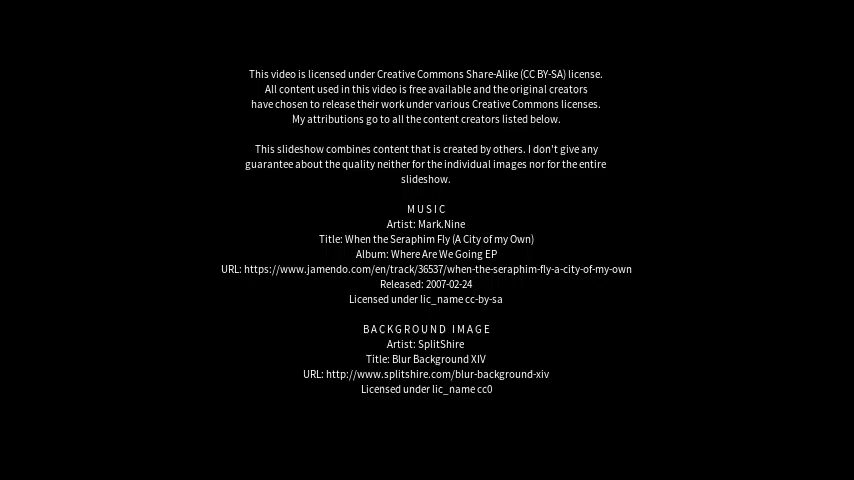 This video is licensed under Creative Commons Share-Alike (CC BY-SA) license.
All content used in this video is free available and the original creators
have chosen to release their work under various Creative Commons licenses.
My attributions go to all the content creators listed below.
This slideshow combines content that is created by others. I don't give any
guarantee about the quality neither for the individual images nor for the entire
slideshow.
MUSIC
Artist: Mark.Nine
Title: When the Seraphim Fly (A City of my Own)
Album: Where Are We Going EP
URL: https://www.jamendo.com/en/track/36537/when-the-seraphim-fly-a-city-of-my-own
Released: 2007-02-24
Licensed under lic_name cc-by-sa
BACKGROUND IMAGE
Artist: SplitShire
Title: Blur Background XIV
URL: http://www.splitshire.com/blur-background-xiv
Licensed under lic_name cc0